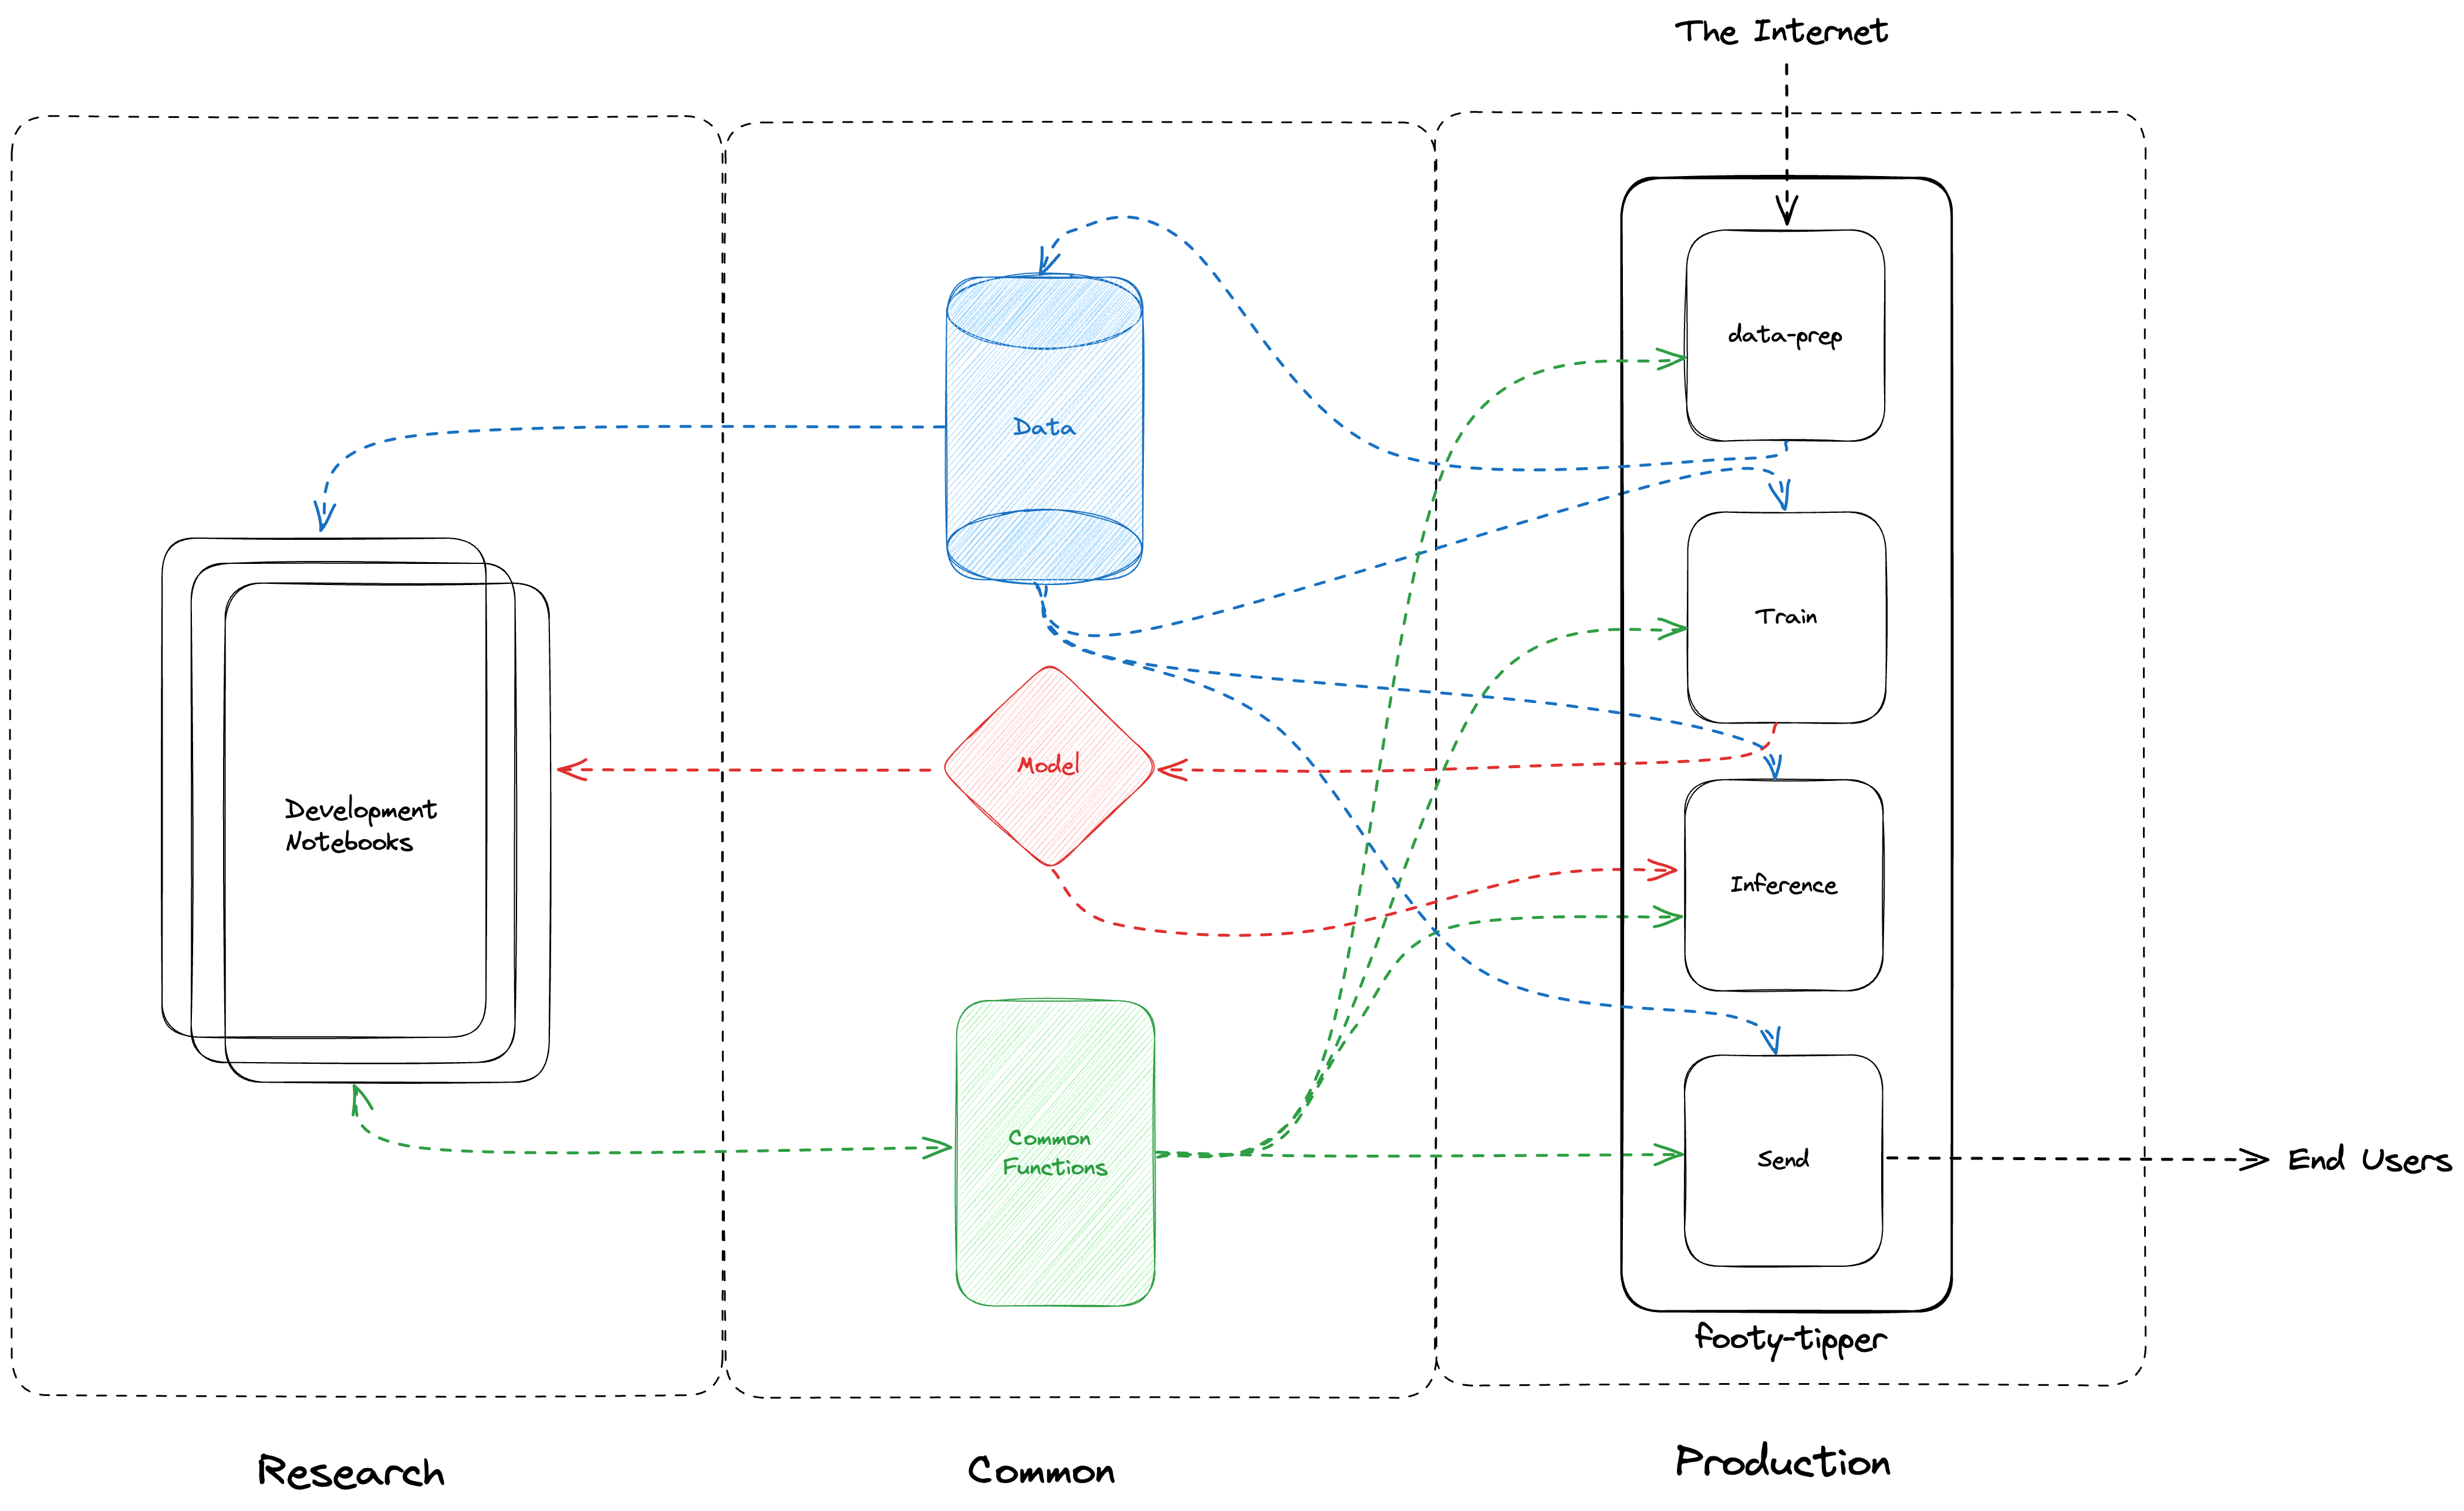 The Internet
data-prep
Data
Train
Model
Development
Notebooks
Inference
Common
Functions
Send
End Users
footy-tipper
Research
Common
Production